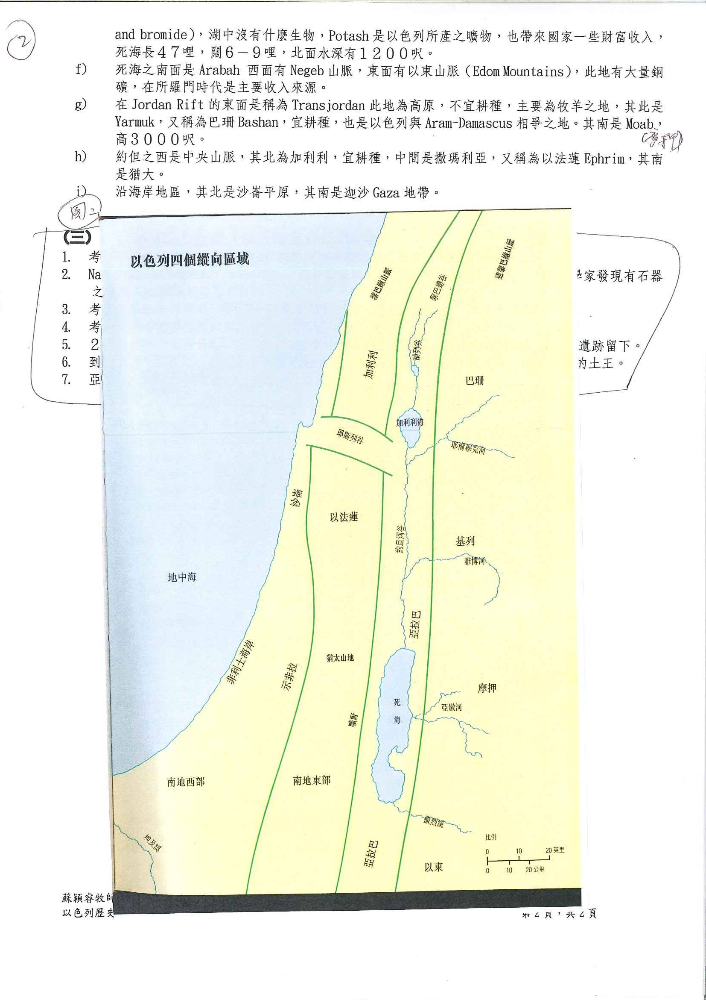 2
and bromide)，湖中沒有什麼生物，Potash 是以色列所產之曠物，也帶來國家一些財富收入，
死海長４７哩，闊６－９哩，北面水深有１２００呎。
f) 死海之南面是 Arabah 西面有 Negeb 山脈，東面有以東山脈 (Edom Mountains)，此地有大量銅
礦，在所羅門時代是主要收入來源。
g) 在 Jordan Rift 的東面是稱為 Transjordan 此地為高原，不宜耕種，主要為牧羊之地，其此是
Yarmuk，又稱為巴珊 Bashan，宜耕種，也是以色列與 Aram-Damascus 相爭之地。其南是 Moab，
(摩押)
高３０００呎。
h) 約但之西是中央山脈，其北為加利利，宜耕種，中間是撒瑪利亞，又稱為以法蓮 Ephrim，其南
是猶大。
i) 沿海岸地區，其北是沙崙平原，其南是迦沙 Gaza 地帶。
圖二
(三)
1. 考
2. Na
學家發現有石器
之
3. 考
4. 考
5. 2
遺跡留下。
6. 到
的土王。
7. 亞
以色列四個縱向區域
逆黎巴嫩山脈
黎巴嫩山脈
黎巴嫩谷
胡列谷
加利利
巴珊
加利利海
耶斯列谷
耶爾穆克河
沙崙
以法蓮
約旦河谷
基列
雅博河
地中海
亞拉巴
非利士海岸
猶太山地
示非拉
摩押
死海
亞嫩河
曠野
南地西部
南地東部
撒烈溪
埃及溪
亞拉巴
以東
比例
0 10 20 英里
0 10 20 公里
蘇穎睿牧師
以色列歷史
第 2 頁，共 2 頁